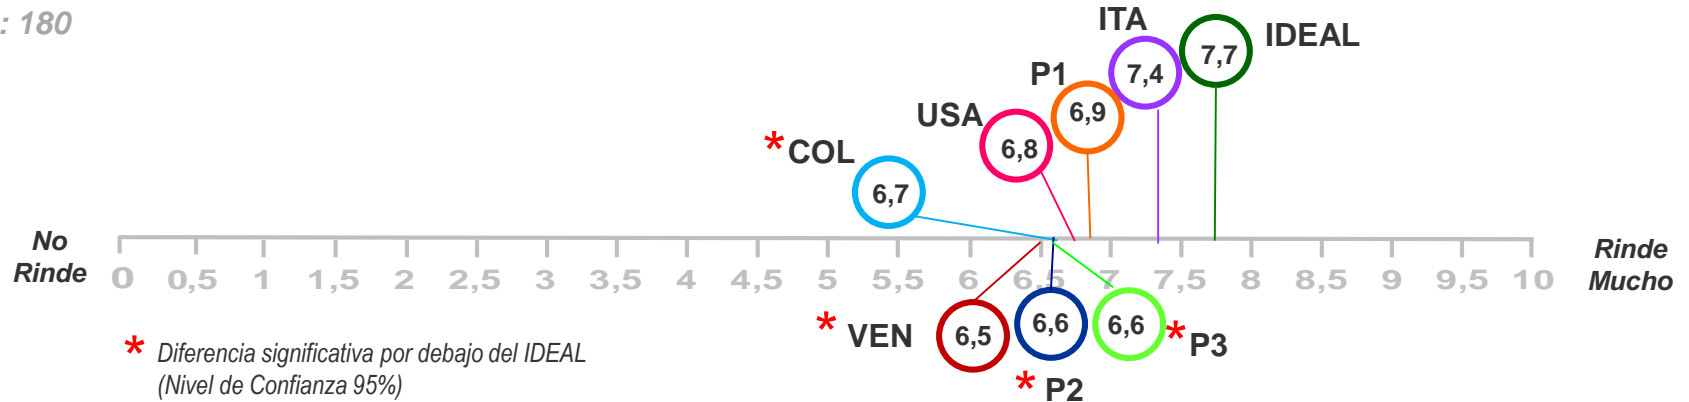 : 180
ITA
IDEAL
7,7
7,4
P1
6,9
USA
6,8
* COL
6,7
No
Rinde
0 0,5 1 1,5 2 2,5 3 3,5 4 4,5 5 5,5 6 6,5 7 7,5 8 8,5 9 9,5 10
Rinde
Mucho
* VEN
6,5
6,6
6,6
* P3
* P2
* Diferencia significativa por debajo del IDEAL
(Nivel de Confianza 95%)